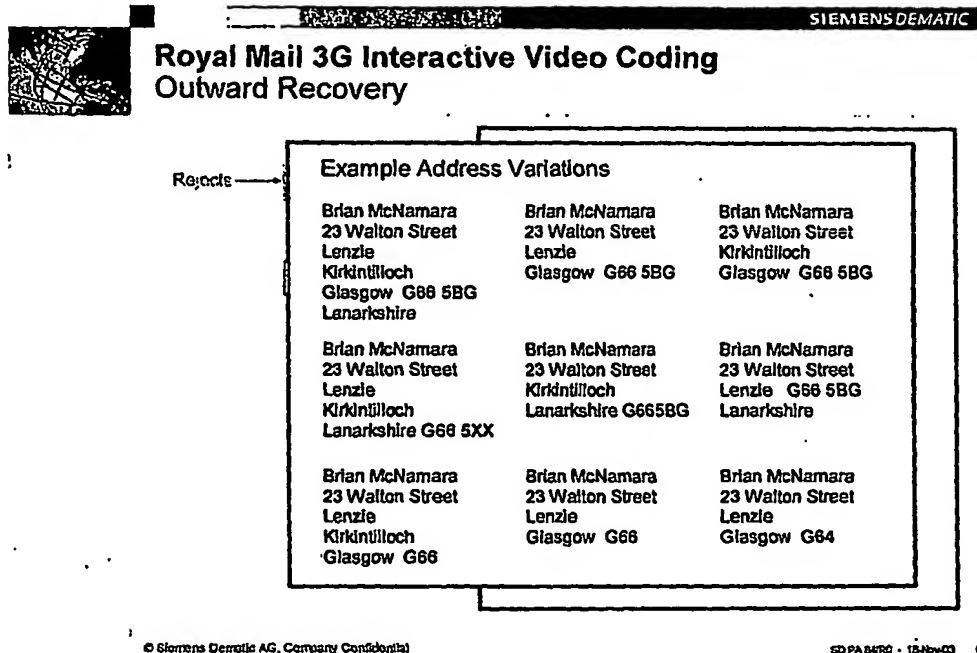 SIEMENS DEMATIC
Royal Mail 3G Interactive Video Coding
Outward Recovery
Rejects
Example Address Variations
Brian McNamara
23 Walton Street
Lenzie
Kirkintilloch
Glasgow G66 5BG
Lanarkshire
Brian McNamara
23 Walton Street
Lenzie
Glasgow G66 5BG
Brian McNamara
23 Walton Street
Kirkintilloch
Glasgow G66 5BG
Brian McNamara
23 Walton Street
Lenzie
Kirkintilloch
Lanarkshire G66 5XX
Brian McNamara
23 Walton Street
Kirkintilloch
Lanarkshire G665BG
Brian McNamara
23 Walton Street
Lenzie G66 5BG
Lanarkshire
Brian McNamara
23 Walton Street
Lenzie
Kirkintilloch
Glasgow G66
Brian McNamara
23 Walton Street
Lenzie
Glasgow G66
Brian McNamara
23 Walton Street
Lenzie
Glasgow G64
© Siemens Dematic AG, Company Confidential
SD PA - 18-Nov-03